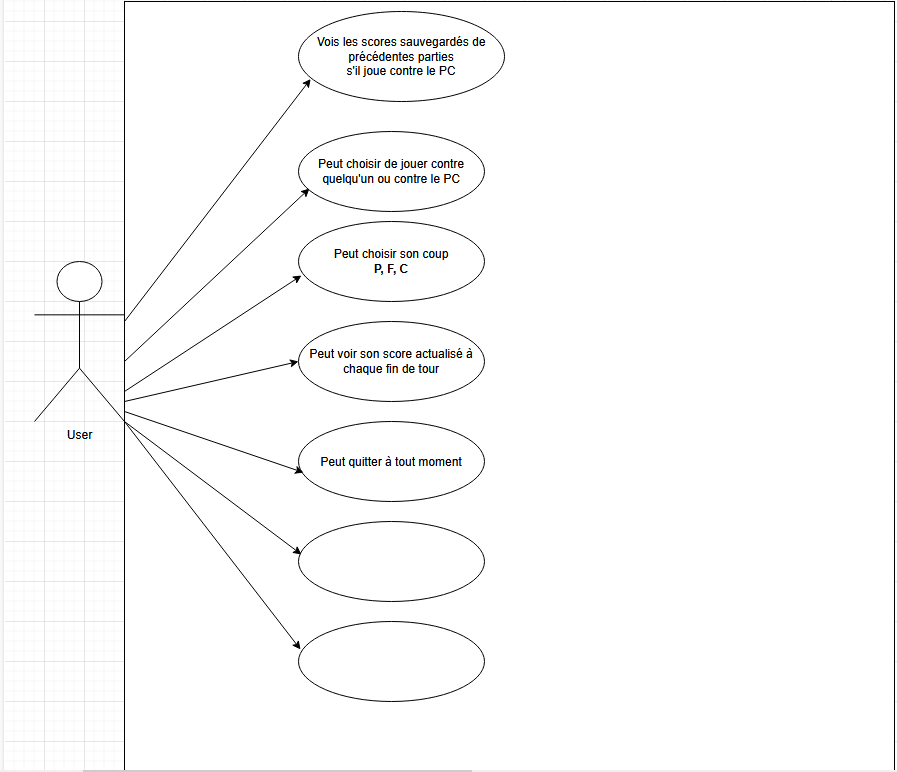 Vois les scores sauvegardés de
précédentes parties
s'il joue contre le PC
Peut choisir de jouer contre
quelqu'un ou contre le PC
Peut choisir son coup
P, F, C
Peut voir son score actualisé à
chaque fin de tour
User
Peut quitter à tout moment